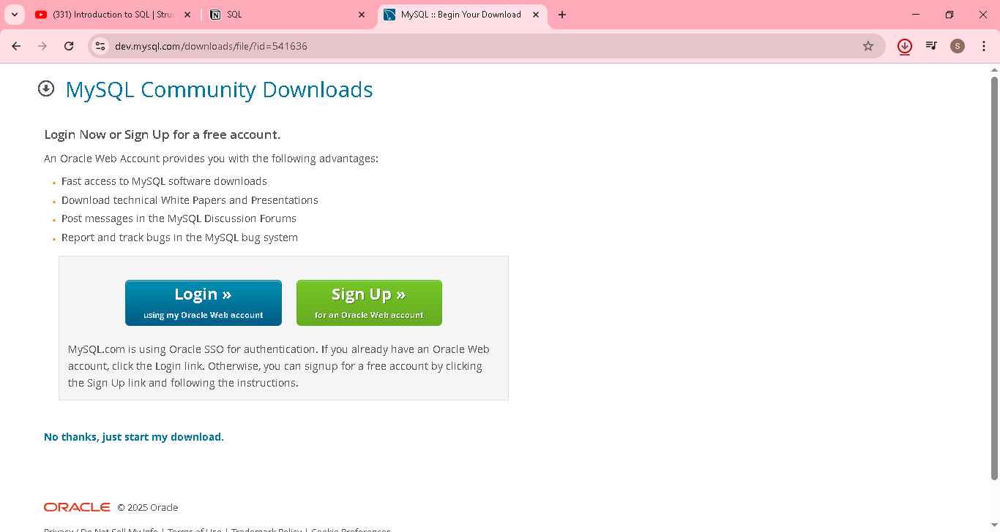 (331) Introduction to SQL | Struc
SQL
MySQL :: Begin Your Download
dev.mysql.com/downloads/file/?id=541636
S
MySQL Community Downloads
Login Now or Sign Up for a free account.
An Oracle Web Account provides you with the following advantages:
Fast access to MySQL software downloads
Download technical White Papers and Presentations
Post messages in the MySQL Discussion Forums
Report and track bugs in the MySQL bug system
Login »
using my Oracle Web account
Sign Up »
for an Oracle Web account
MySQL.com is using Oracle SSO for authentication. If you already have an Oracle Web
account, click the Login link. Otherwise, you can signup for a free account by clicking
the Sign Up link and following the instructions.
No thanks, just start my download.
ORACLE © 2025 Oracle
Privacy / Do Not Sell My Info | Terms of Use | Trademark Policy | Cookie Preferences